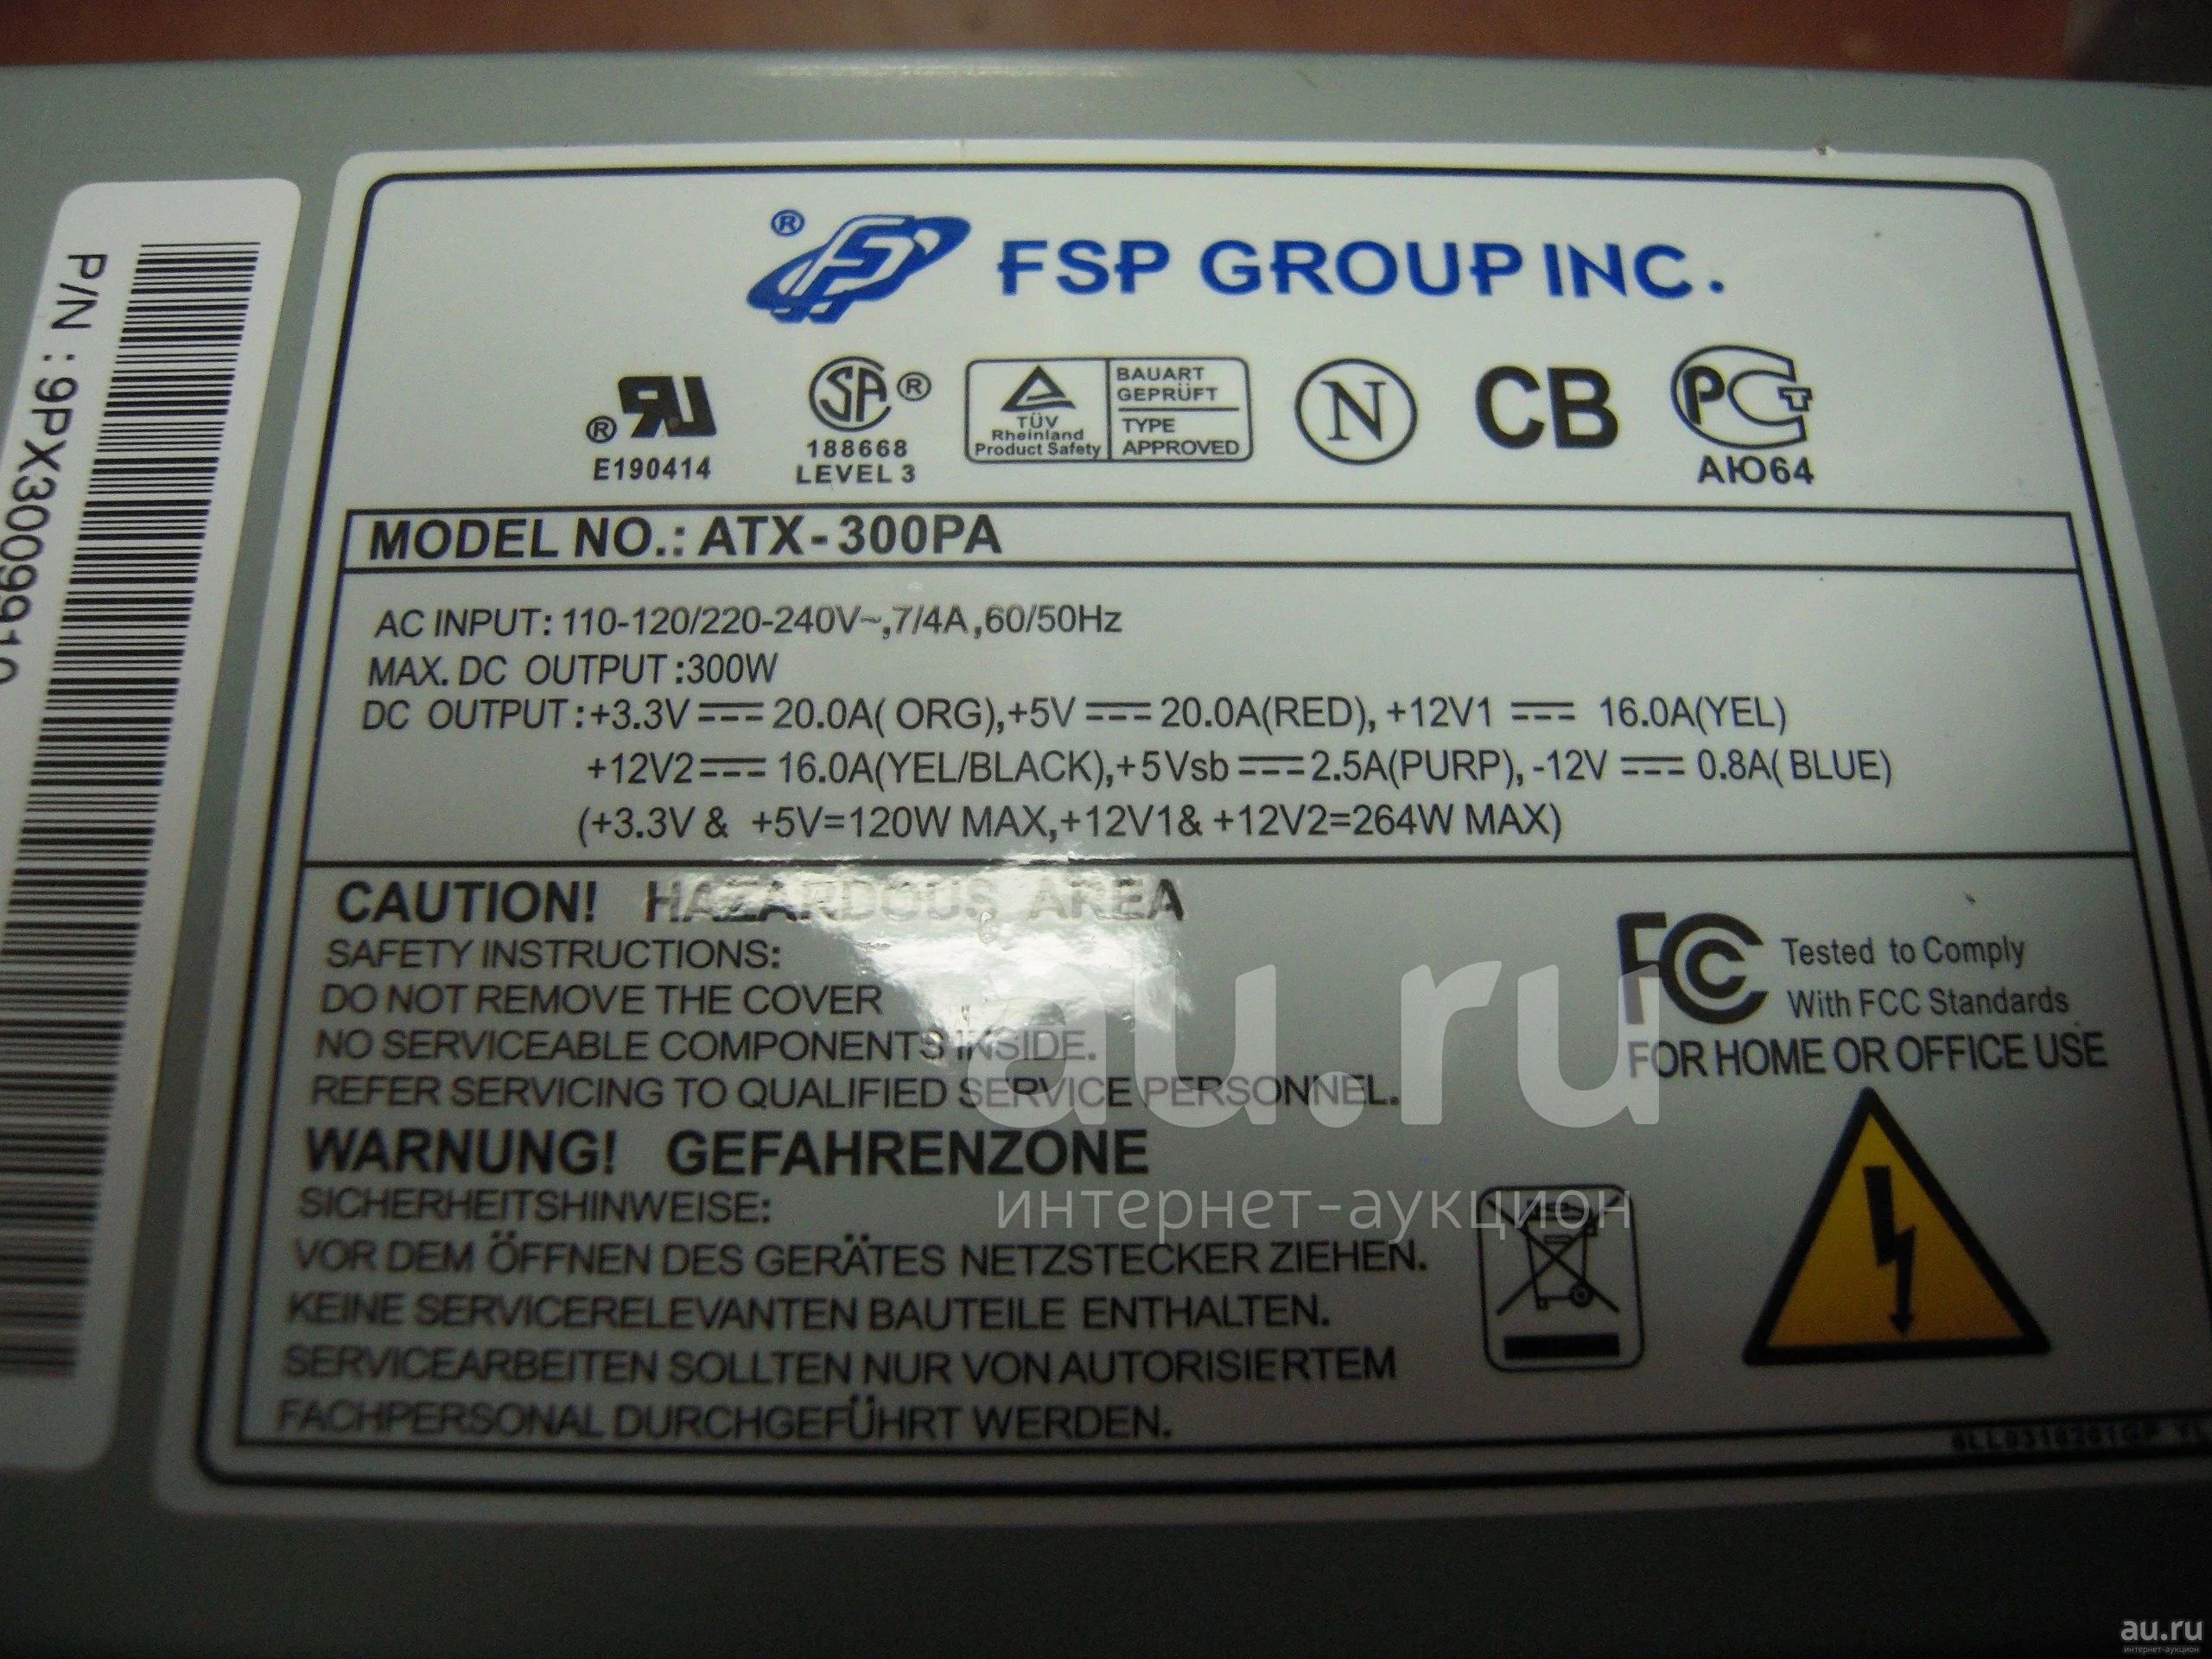 ® FSP GROUP INC.
® RU
E190414
SA ®
188668
LEVEL 3
TÜV
Rheinland
Product Safety
BAUART
GEPRÜFT
TYPE
APPROVED
N
CB
РСТ
АЮ64
MODEL NO.: ATX-300PA
AC INPUT: 110-120/220-240V~,7/4A,60/50Hz
MAX. DC OUTPUT :300W
DC OUTPUT:+3.3V⎓20.0A( ORG),+5V⎓20.0A(RED), +12V1 ⎓ 16.0A(YEL)
+12V2⎓ 16.0A(YEL/BLACK),+5Vsb⎓2.5A(PURP), -12V ⎓ 0.8A( BLUE)
(+3.3V & +5V=120W MAX,+12V1& +12V2=264W MAX)
CAUTION! HAZARDOUS AREA
SAFETY INSTRUCTIONS:
DO NOT REMOVE THE COVER
NO SERVICEABLE COMPONENTS INSIDE.
REFER SERVICING TO QUALIFIED SERVICE PERSONNEL.
WARNUNG! GEFAHRENZONE
SICHERHEITSHINWEISE:
VOR DEM ÖFFNEN DES GERÄTES NETZSTECKER ZIEHEN.
KEINE SERVICERELEVANTEN BAUTEILE ENTHALTEN.
SERVICEARBEITEN SOLLTEN NUR VON AUTORISIERTEM
FACHPERSONAL DURCHGEFÜHRT WERDEN.
FC Tested to Comply
With FCC Standards
FOR HOME OR OFFICE USE
P/N : 9PX3009910
au.ru
интернет-аукцион
au.ru
интернет-аукцион